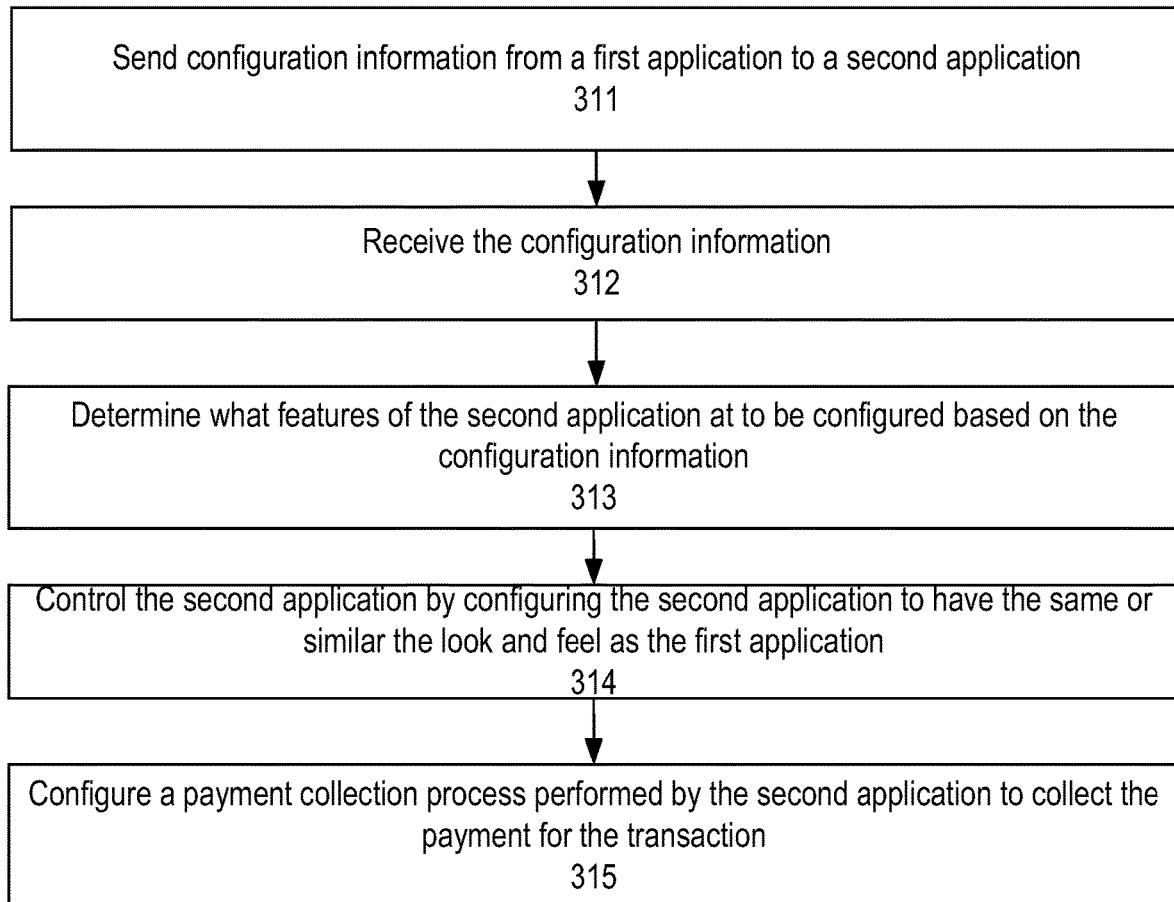 Send configuration information from a first application to a second application
311
Receive the configuration information
312
Determine what features of the second application at to be configured based on the
configuration information
313
Control the second application by configuring the second application to have the same or
similar the look and feel as the first application
314
Configure a payment collection process performed by the second application to collect the
payment for the transaction
315